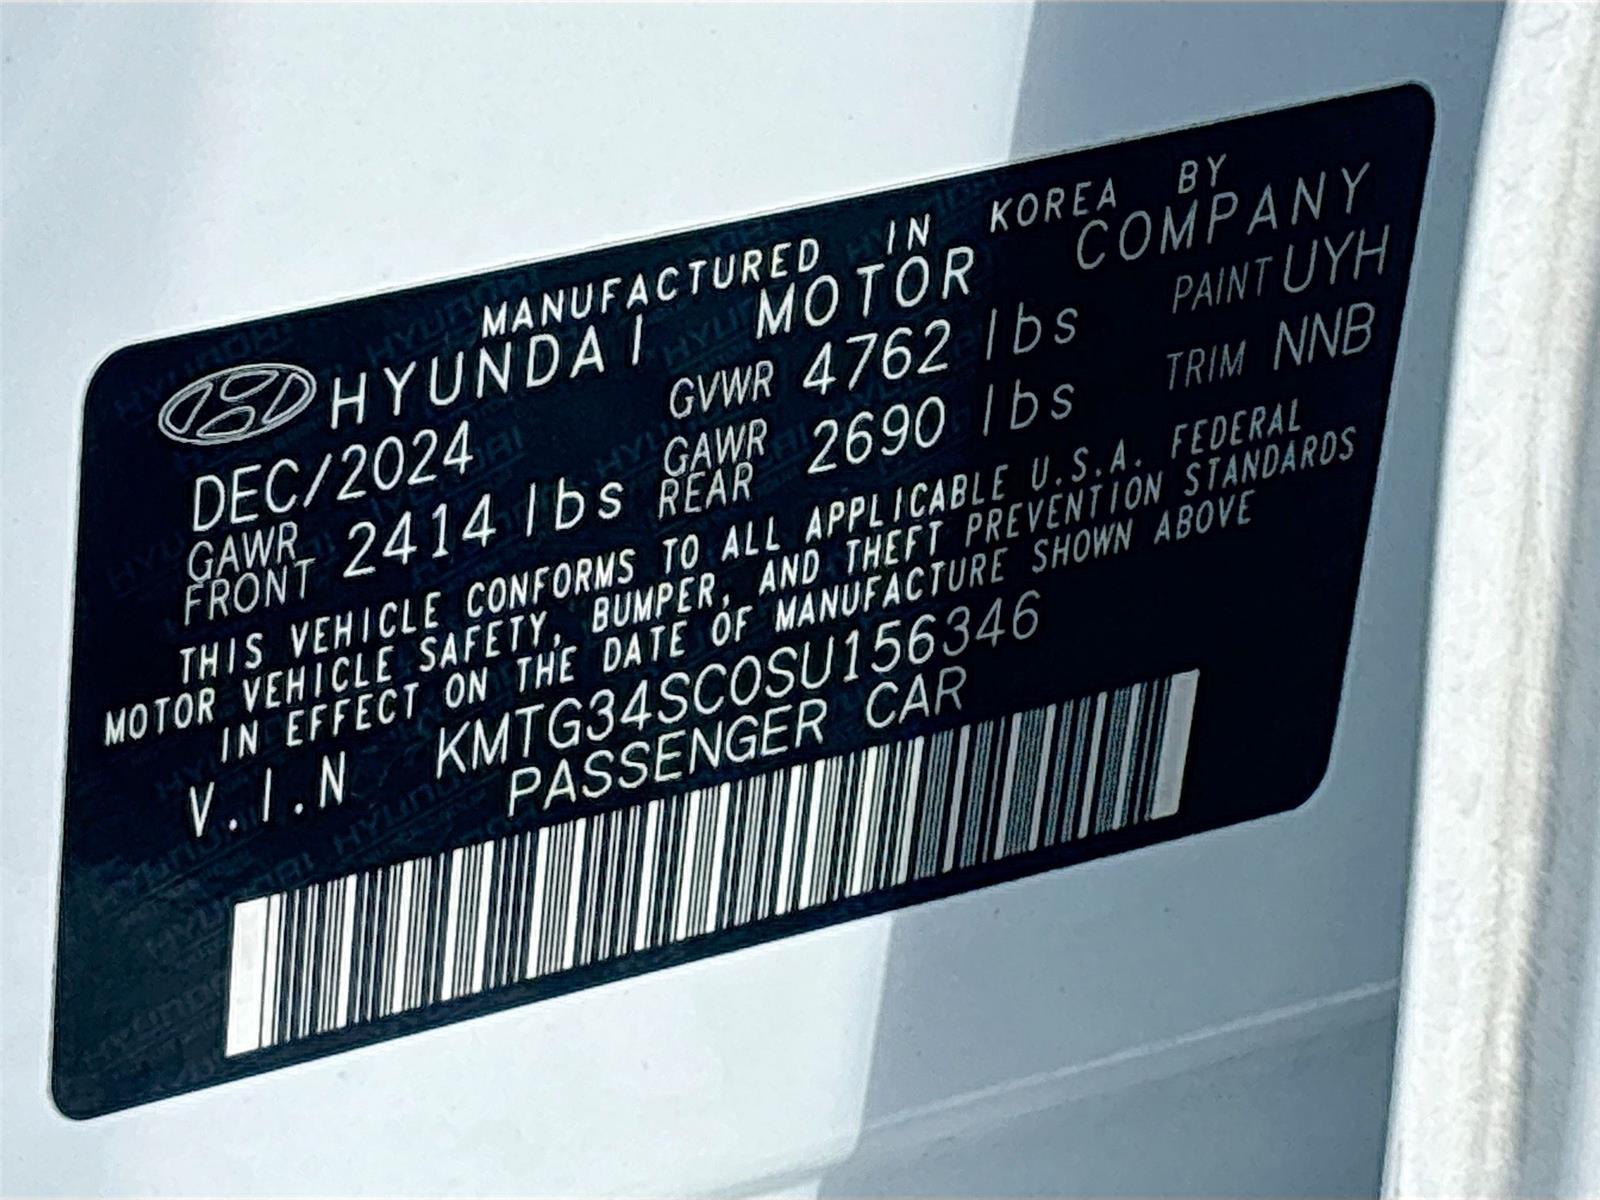 MANUFACTURED IN KOREA BY
HYUNDAI MOTOR COMPANY
DEC/2024 GVWR 4762 lbs PAINT UYH
GAWR FRONT 2414 lbs GAWR REAR 2690 lbs TRIM NNB
THIS VEHICLE CONFORMS TO ALL APPLICABLE U.S.A. FEDERAL
MOTOR VEHICLE SAFETY, BUMPER, AND THEFT PREVENTION STANDARDS
IN EFFECT ON THE DATE OF MANUFACTURE SHOWN ABOVE
V.I.N KMTG34SC0SU156346
PASSENGER CAR